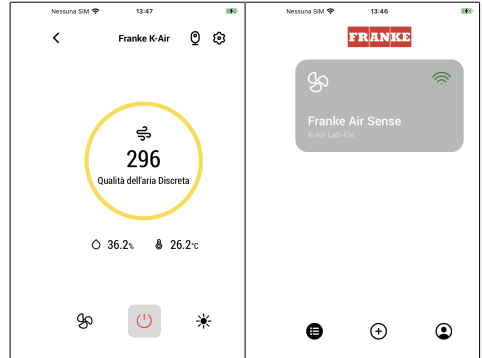 Nessuna SIM 13:47
Franke K-Air
296
Qualità dell'aria Discreta
36.2% 26.2°C
Nessuna SIM 13:46
FRANKE
Franke Air Sense
K-Air Lab-Ele